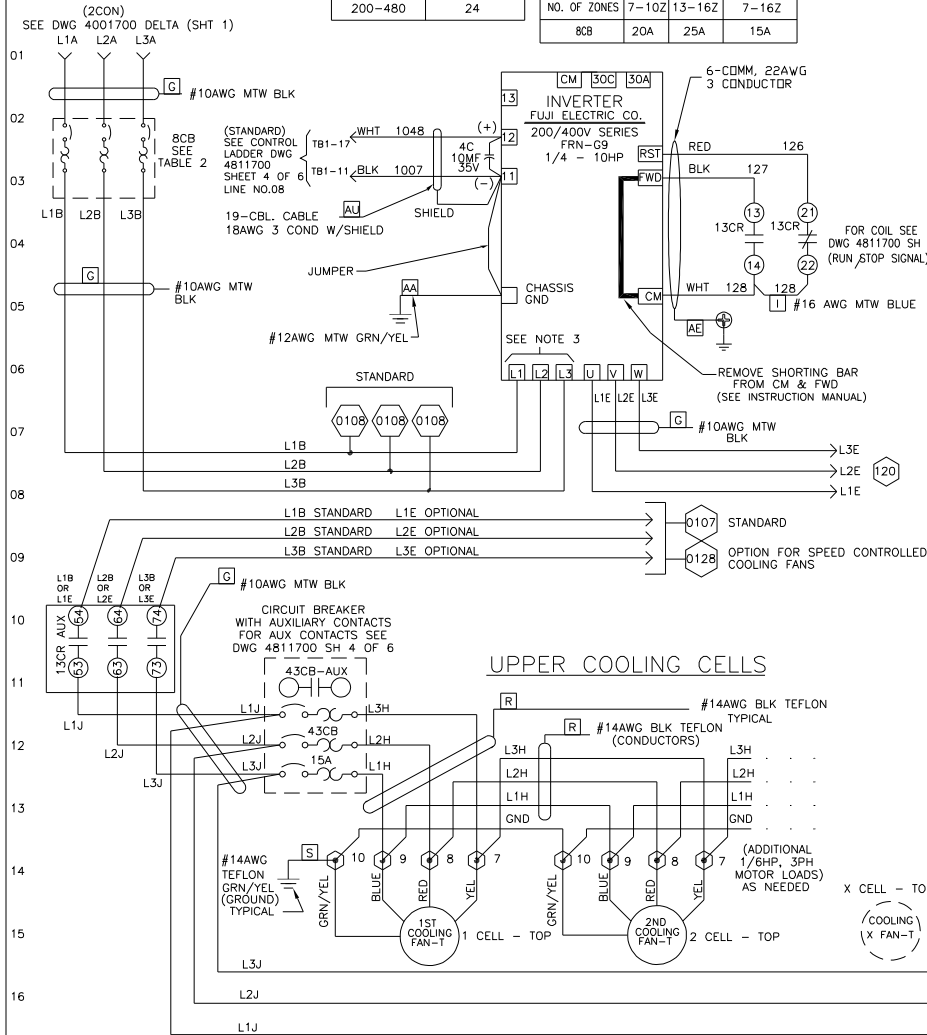 (2CON)
SEE DWG 4001700 DELTA (SHT 1)
L1A L2A L3A
200-480 24
NO. OF ZONES 7-10Z 13-16Z 7-16Z
8CB 20A 25A 15A
01
G #10AWG MTW BLK
02
8CB
SEE
TABLE 2
(STANDARD)
SEE CONTROL
LADDER DWG
4811700
SHEET 4 OF 6
LINE NO.08
TB1-17 WHT 1048
TB1-11 BLK 1007
(+)
4C
10MF
35V
(-)
CM 30C 30A
13
12
11
INVERTER
FUJI ELECTRIC CO.
200/400V SERIES
FRN-G9
1/4 - 10HP
RST
FWD
CM
6-COMM, 22AWG
3 CONDUCTOR
RED 126
BLK 127
03
L1B L2B L3B
AU
19-CBL. CABLE
18AWG 3 COND W/SHIELD
SHIELD
13 21
13CR 13CR
14 22
FOR COIL SEE
DWG 4811700 SH
(RUN/STOP SIGNAL)
04
JUMPER
G
#10AWG MTW
BLK
AA
CHASSIS
GND
WHT 128 128
I #16 AWG MTW BLUE
05
#12AWG MTW GRN/YEL
AE
SEE NOTE 3
06
L1 L2 L3 U V W
L1E L2E L3E
REMOVE SHORTING BAR
FROM CM & FWD
(SEE INSTRUCTION MANUAL)
STANDARD
0108 0108 0108
G #10AWG MTW
BLK
07
L1B
L2B
L3B
L3E
L2E 120
L1E
08
L1B STANDARD L1E OPTIONAL
L2B STANDARD L2E OPTIONAL
L3B STANDARD L3E OPTIONAL
0107 STANDARD
0128 OPTION FOR SPEED CONTROLLED
COOLING FANS
09
L1B L2B L3B
OR OR OR
L1E L2E L3E
G #10AWG MTW BLK
10
13CR AUX
54 64 74
53 63 73
CIRCUIT BREAKER
WITH AUXILIARY CONTACTS
FOR AUX CONTACTS SEE
DWG 4811700 SH 4 OF 6
43CB-AUX
UPPER COOLING CELLS
11
L1J
L2J
L3J
L1J L3H
43CB
L2J L2H
15A
L3J L1H
R #14AWG BLK TEFLON
TYPICAL
R #14AWG BLK TEFLON
(CONDUCTORS)
12
L3H L3H
L2H L2H
13
L1H L1H
GND GND
14
S
#14AWG
TEFLON
GRN/YEL
(GROUND)
TYPICAL
10 9 8 7
10 9 8 7
GRN/YEL BLUE RED YEL
GRN/YEL BLUE RED YEL
(ADDITIONAL
1/6HP, 3PH
MOTOR LOADS)
AS NEEDED
X CELL - TO
15
1ST
COOLING
FAN-T
1 CELL - TOP
2ND
COOLING
FAN-T
2 CELL - TOP
COOLING
X FAN-T
L3J
16
L2J
L1J